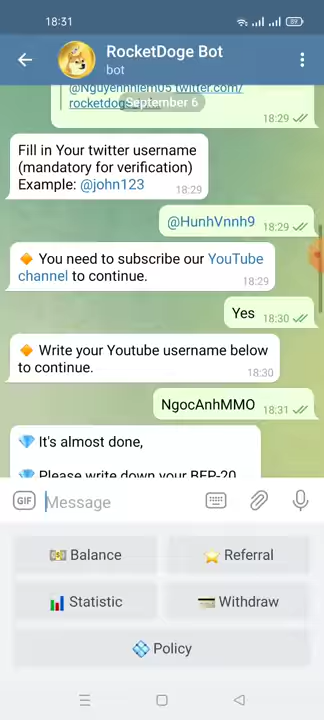 18:31
89
RocketDoge Bot
bot
@Nguyennhiem05 twitter.com/
September 6
18:29
Fill in Your twitter username
(mandatory for verification)
Example: @john123
18:29
@HunhVnnh9
18:29
You need to subscribe our YouTube
channel to continue.
18:29
Yes
18:30
Write your Youtube username below
to continue.
18:30
NgocAnhMMO
18:31
It's almost done,
Please write down your BEP-20
GIF
Message
Balance
Referral
Statistic
Withdraw
Policy